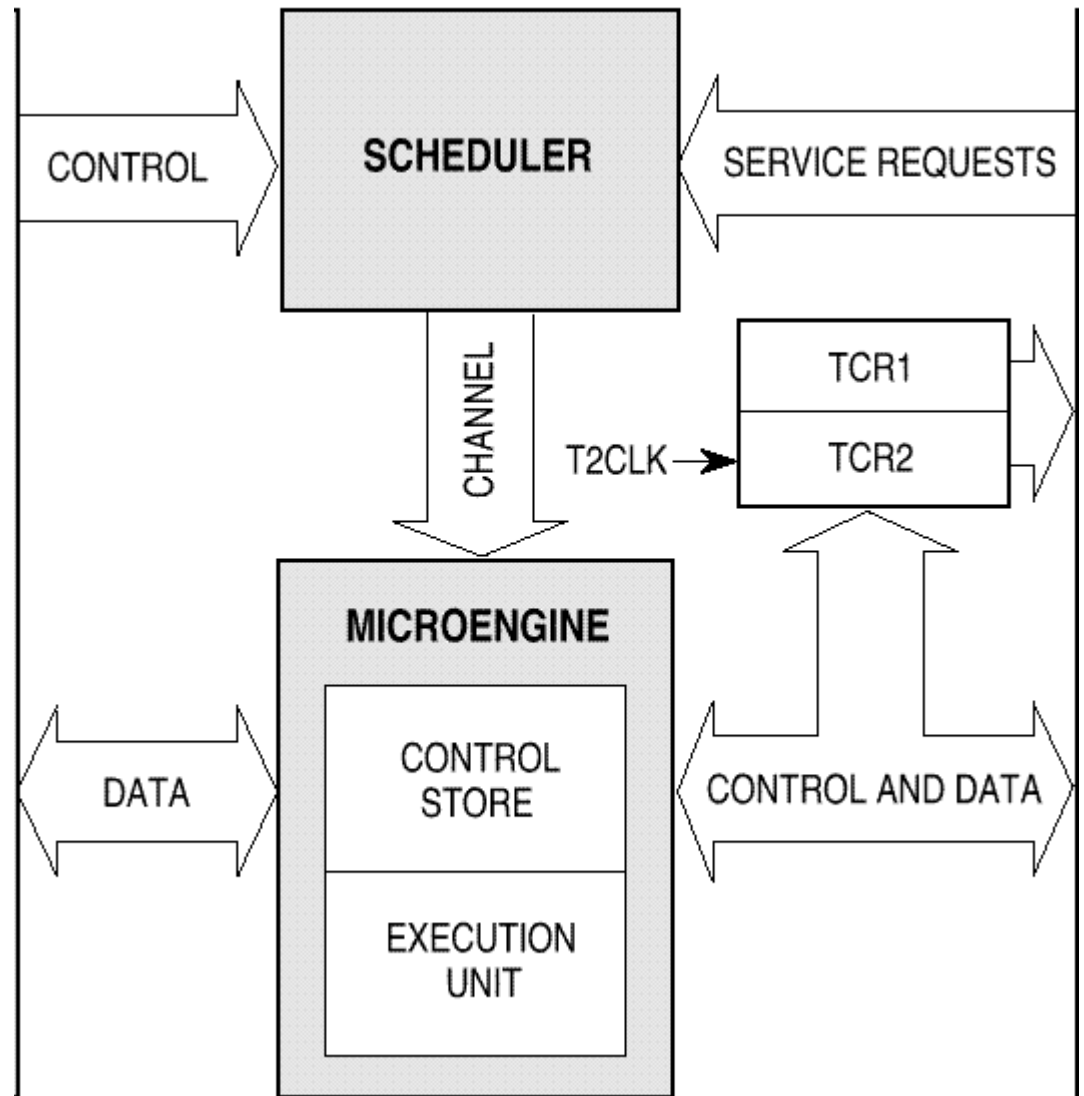 SCHEDULER
CONTROL
SERVICE REQUESTS
CHANNEL
TCR1
T2CLK
TCR2
MICROENGINE
CONTROL
STORE
DATA
CONTROL AND DATA
EXECUTION
UNIT